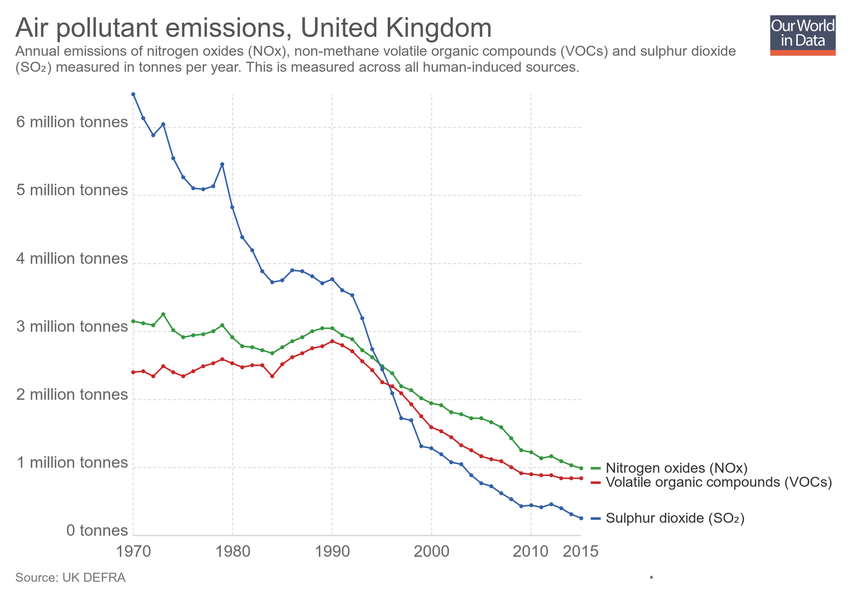 Air pollutant emissions, United Kingdom
Our World
in Data
Annual emissions of nitrogen oxides (NOx), non-methane volatile organic compounds (VOCs) and sulphur dioxide
(SO₂) measured in tonnes per year. This is measured across all human-induced sources.
6 million tonnes
5 million tonnes
4 million tonnes
3 million tonnes
2 million tonnes
1 million tonnes
0 tonnes
Nitrogen oxides (NOx)
Volatile organic compounds (VOCs)
Sulphur dioxide (SO₂)
1970 1980 1990 2000 2010 2015
Source: UK DEFRA